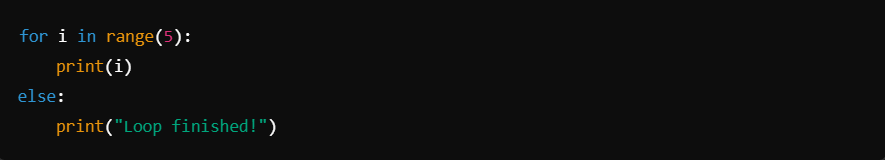 for i in range(5):
    print(i)
else:
    print("Loop finished!")